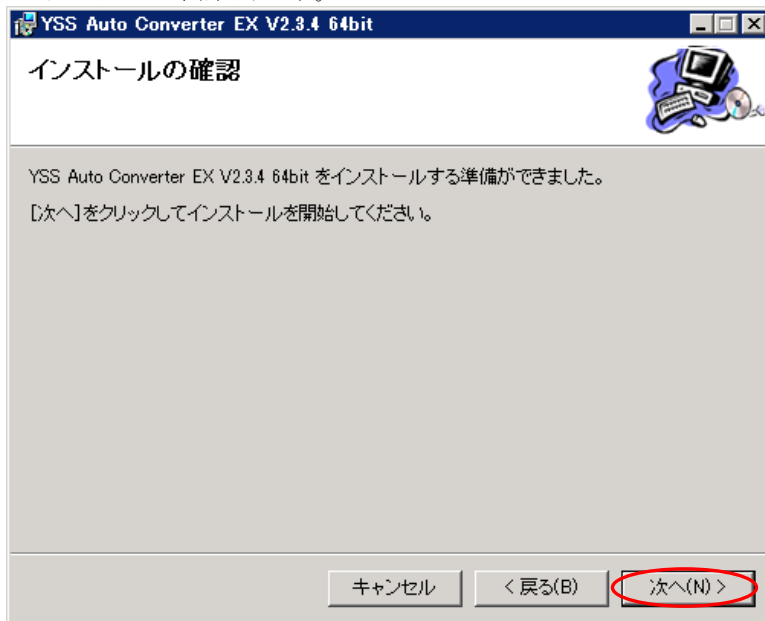 YSS Auto Converter EX V2.3.4 64bit
インストールの確認
YSS Auto Converter EX V2.3.4 64bit をインストールする準備ができました。
[次へ]をクリックしてインストールを開始してください。
キャンセル
< 戻る(B)
次へ(N) >